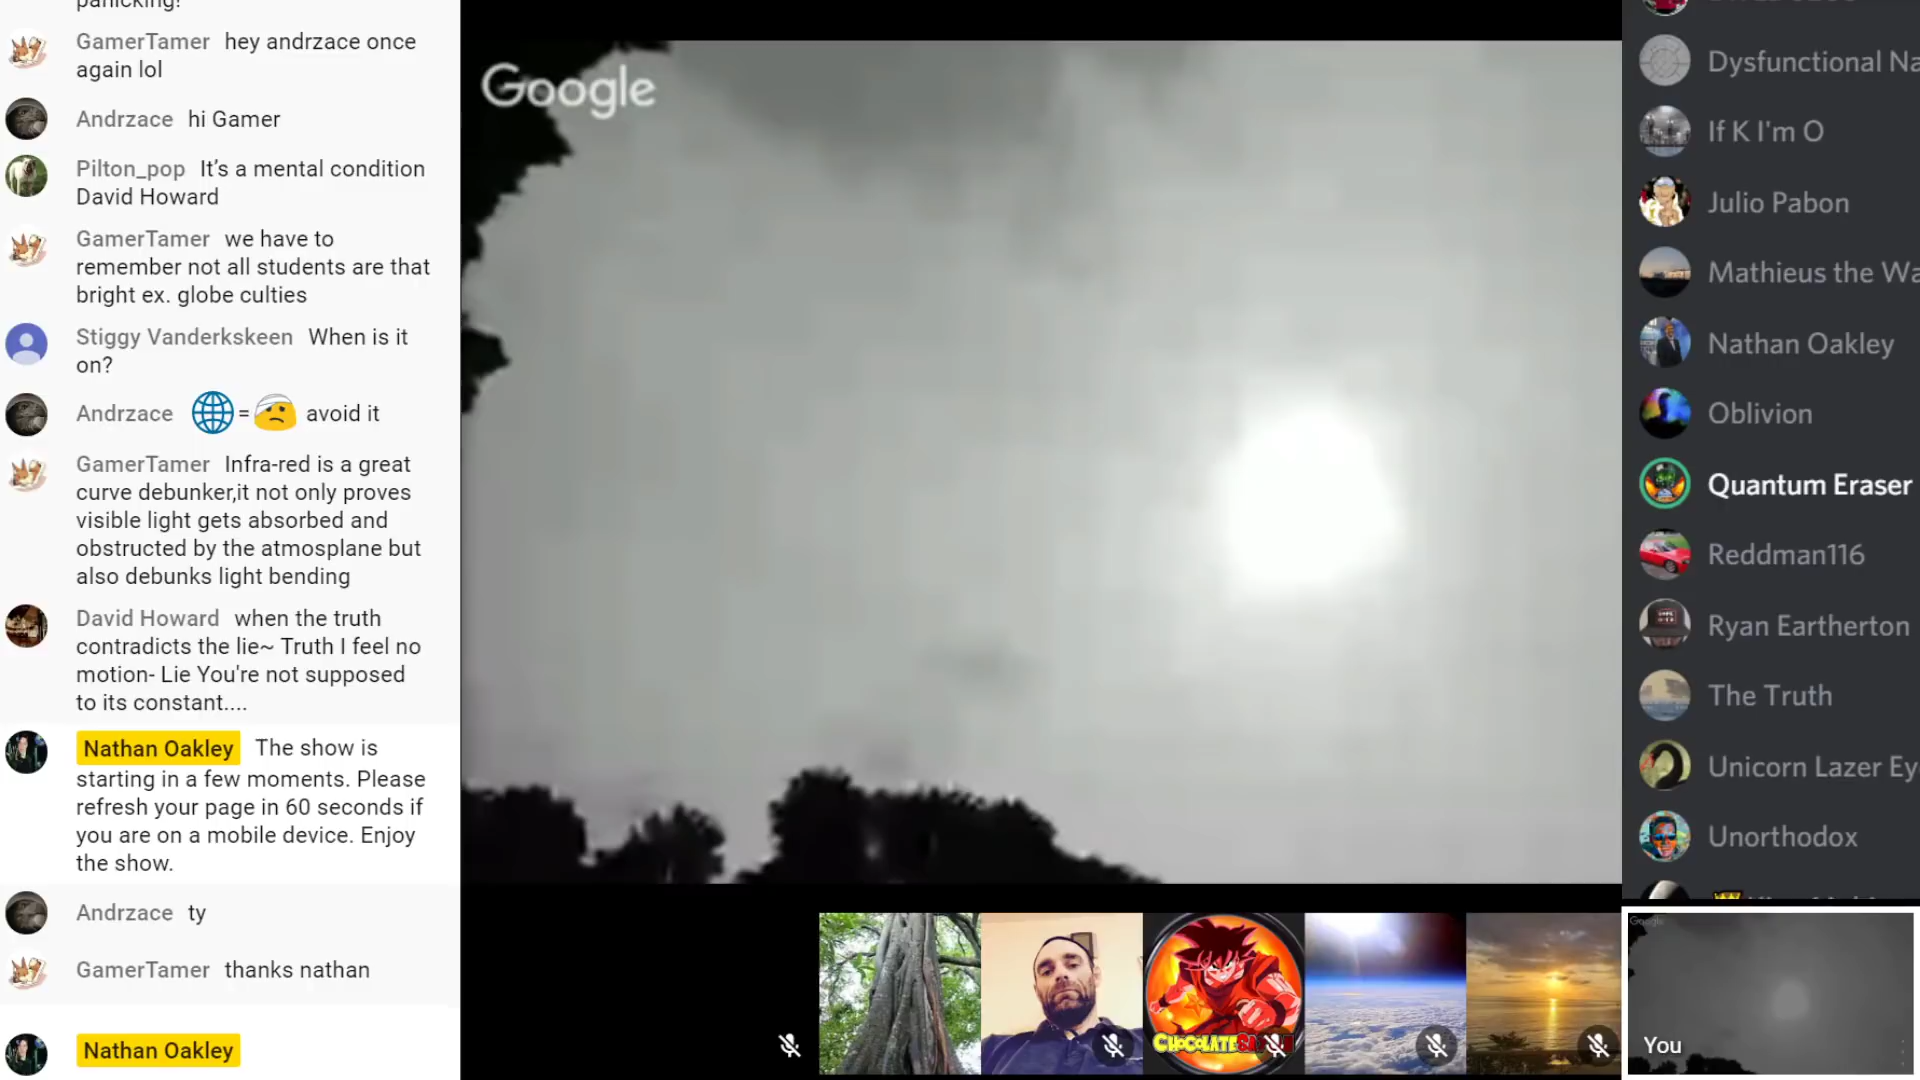 panicking!
GamerTamer hey andrzace once
again lol
Andrzace hi Gamer
Pilton_pop It's a mental condition
David Howard
GamerTamer we have to
remember not all students are that
bright ex. globe culties
Stiggy Vanderkskeen When is it
on?
Andrzace = avoid it
GamerTamer Infra-red is a great
curve debunker,it not only proves
visible light gets absorbed and
obstructed by the atmosplane but
also debunks light bending
David Howard when the truth
contradicts the lie~ Truth I feel no
motion- Lie You're not supposed
to its constant....
Nathan Oakley The show is
starting in a few moments. Please
refresh your page in 60 seconds if
you are on a mobile device. Enjoy
the show.
Andrzace ty
GamerTamer thanks nathan
Nathan Oakley
Google
Dysfunctional Na
If K I'm O
Julio Pabon
Mathieus the Wa
Nathan Oakley
Oblivion
Quantum Eraser
Reddman116
Ryan Eartherton
The Truth
Unicorn Lazer Ey
Unorthodox
Google
You